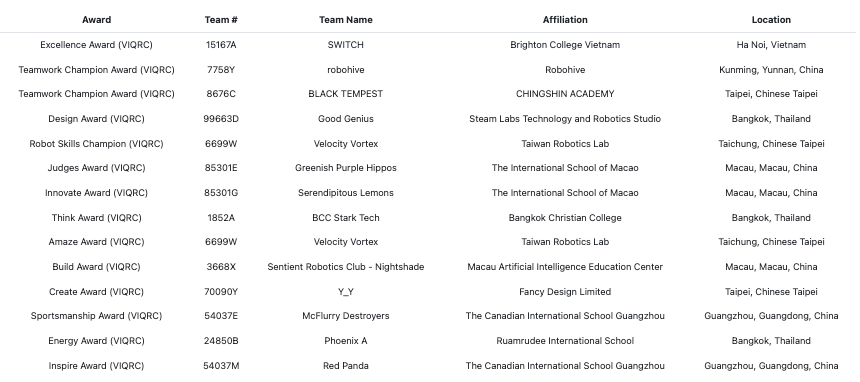 Award Team # Team Name Affiliation Location
Excellence Award (VIQRC) 15167A SWITCH Brighton College Vietnam Ha Noi, Vietnam
Teamwork Champion Award (VIQRC) 7758Y robohive Robohive Kunming, Yunnan, China
Teamwork Champion Award (VIQRC) 8676C BLACK TEMPEST CHINGSHIN ACADEMY Taipei, Chinese Taipei
Design Award (VIQRC) 99663D Good Genius Steam Labs Technology and Robotics Studio Bangkok, Thailand
Robot Skills Champion (VIQRC) 6699W Velocity Vortex Taiwan Robotics Lab Taichung, Chinese Taipei
Judges Award (VIQRC) 85301E Greenish Purple Hippos The International School of Macao Macau, Macau, China
Innovate Award (VIQRC) 85301G Serendipitous Lemons The International School of Macao Macau, Macau, China
Think Award (VIQRC) 1852A BCC Stark Tech Bangkok Christian College Bangkok, Thailand
Amaze Award (VIQRC) 6699W Velocity Vortex Taiwan Robotics Lab Taichung, Chinese Taipei
Build Award (VIQRC) 3668X Sentient Robotics Club - Nightshade Macau Artificial Intelligence Education Center Macau, Macau, China
Create Award (VIQRC) 70090Y Y_Y Fancy Design Limited Taipei, Chinese Taipei
Sportsmanship Award (VIQRC) 54037E McFlurry Destroyers The Canadian International School Guangzhou Guangzhou, Guangdong, China
Energy Award (VIQRC) 24850B Phoenix A Ruamrudee International School Bangkok, Thailand
Inspire Award (VIQRC) 54037M Red Panda The Canadian International School Guangzhou Guangzhou, Guangdong, China